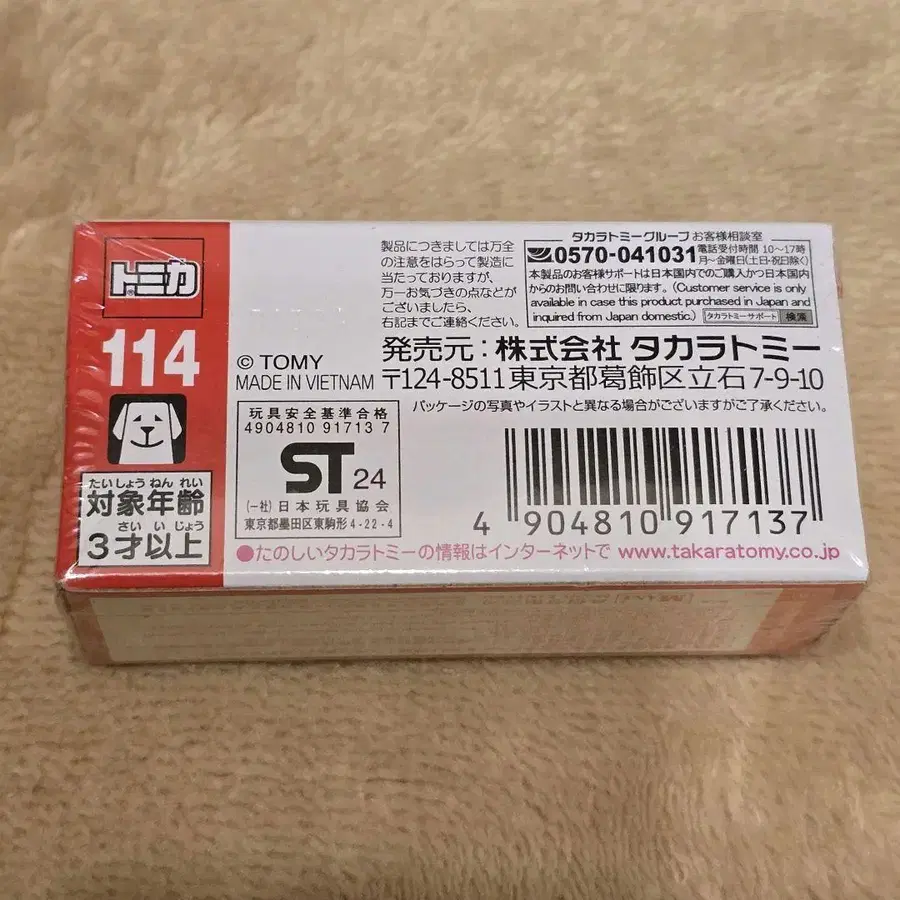 トミカ
114
たいしょうねんれい
対象年齢
さいいじょう
3才以上
© TOMY
MADE IN VIETNAM
玩具安全基準合格
4904810 91713 7
ST 24
(一社)日本玩具協会
東京都墨田区東駒形4-22-4
製品につきましては万全
の注意をはらって製造に
当たっておりますが、
万一お気づきの点などが
ございましたら、
右記までご連絡ください。
タカラトミーグループ お客様相談室
0570-041031 電話受付時間 10〜17時
月〜金曜日(土日・祝日除く)
本製品のお客様サポートは日本国内でのご購入かつ日本国内
からのお問い合わせに限ります。(Customer service is only
available in case this product purchased in Japan and
inquired from Japan domestic.) タカラトミーサポート 検索
発売元：株式会社 タカラトミー
〒124-8511 東京都葛飾区立石7-9-10
パッケージの写真やイラストと異なる場合がございますがご了承ください。
4 904810 917137
●たのしいタカラトミーの情報はインターネットで www.takaratomy.co.jp